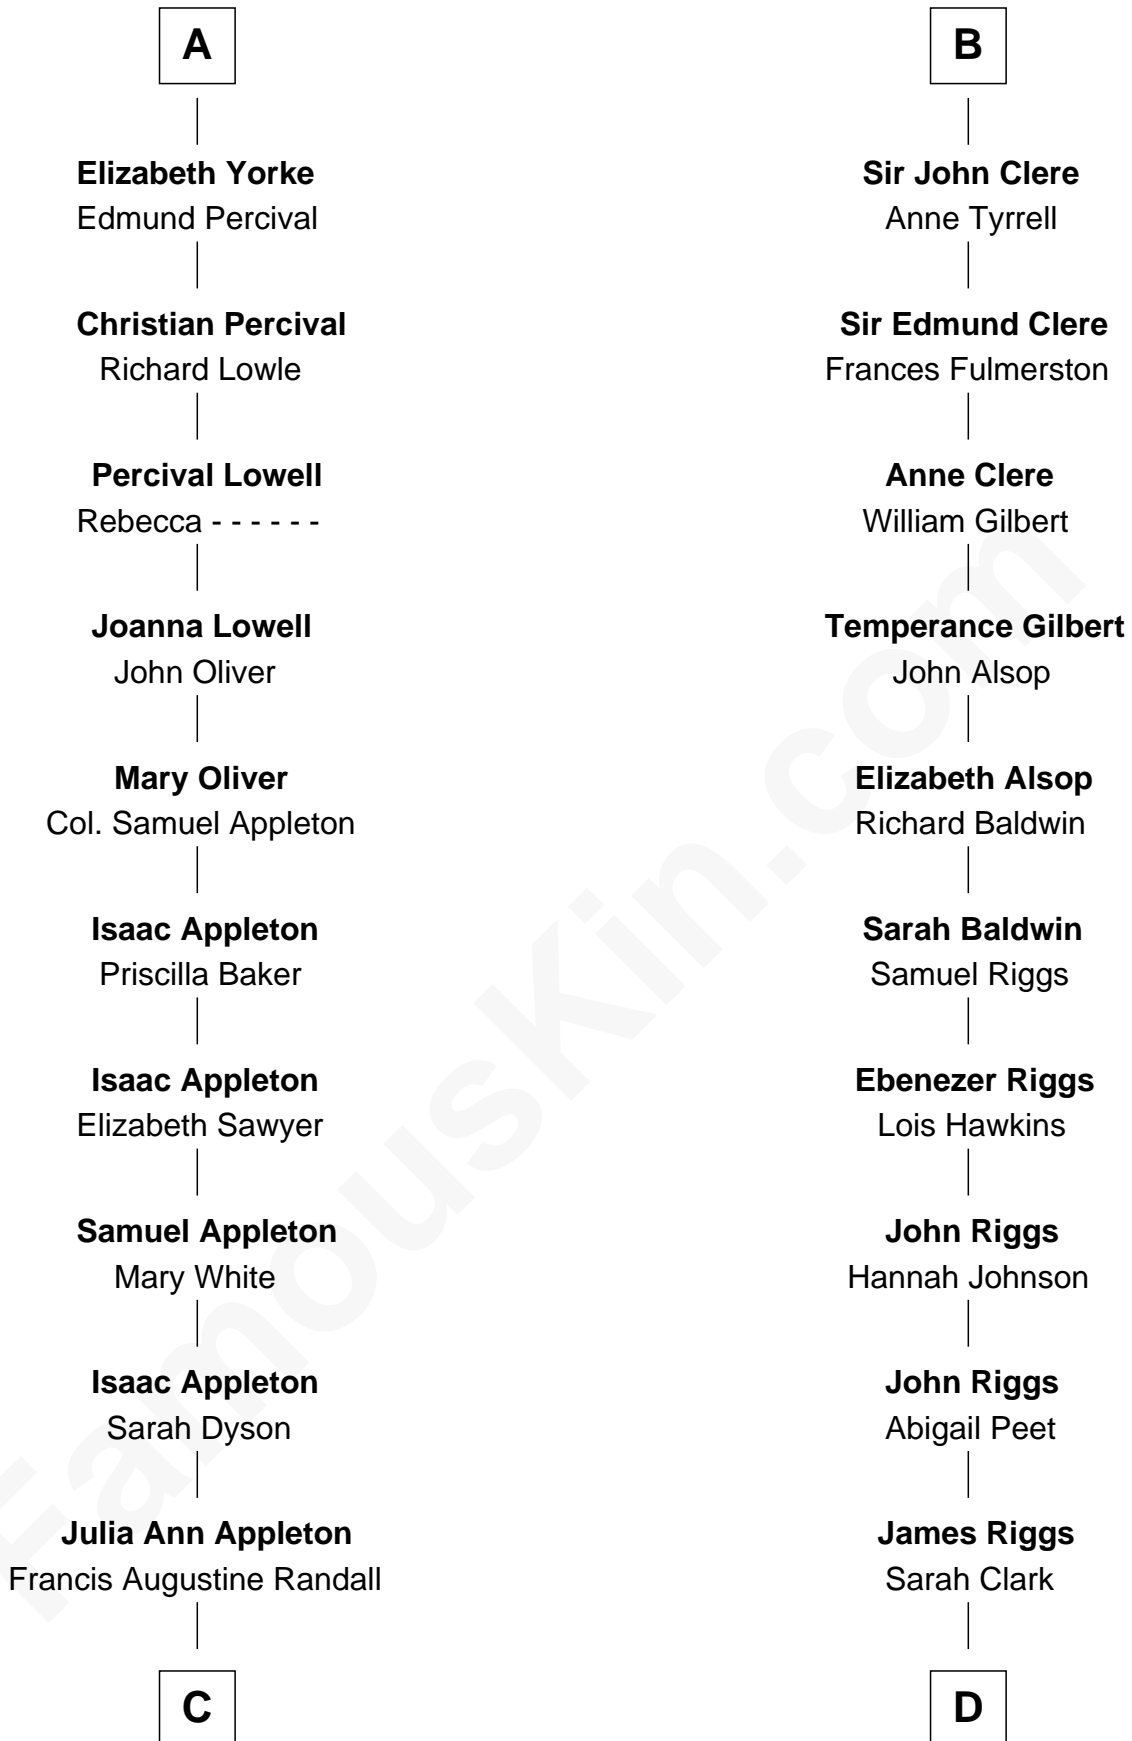 A
Elizabeth Yorke
Edmund Percival
Christian Percival
Richard Lowle
Percival Lowell
Rebecca - - - - - -
Joanna Lowell
John Oliver
Mary Oliver
Col. Samuel Appleton
Isaac Appleton
Priscilla Baker
Isaac Appleton
Elizabeth Sawyer
Samuel Appleton
Mary White
Isaac Appleton
Sarah Dyson
Julia Ann Appleton
Francis Augustine Randall
C
B
Sir John Clere
Anne Tyrrell
Sir Edmund Clere
Frances Fulmerston
Anne Clere
William Gilbert
Temperance Gilbert
John Alsop
Elizabeth Alsop
Richard Baldwin
Sarah Baldwin
Samuel Riggs
Ebenezer Riggs
Lois Hawkins
John Riggs
Hannah Johnson
John Riggs
Abigail Peet
James Riggs
Sarah Clark
D
FamousKin.com